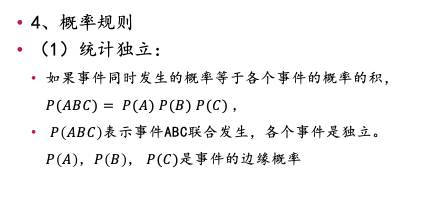 • 4、概率规则
• （1）统计独立：
• 如果事件同时发生的概率等于各个事件的概率的积，
P(ABC) = P(A) P(B) P(C) ，
• P(ABC)表示事件ABC联合发生，各个事件是独立。
P(A)，P(B)， P(C)是事件的边缘概率